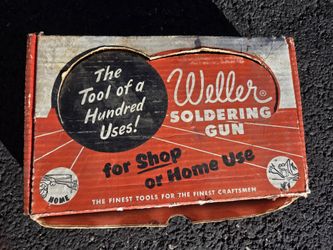 The
Tool of a
Hundred
Uses!
Weller®
SOLDERING
GUN
for Shop
or Home Use
HOME
THE FINEST TOOLS FOR THE FINEST CRAFTSMEN